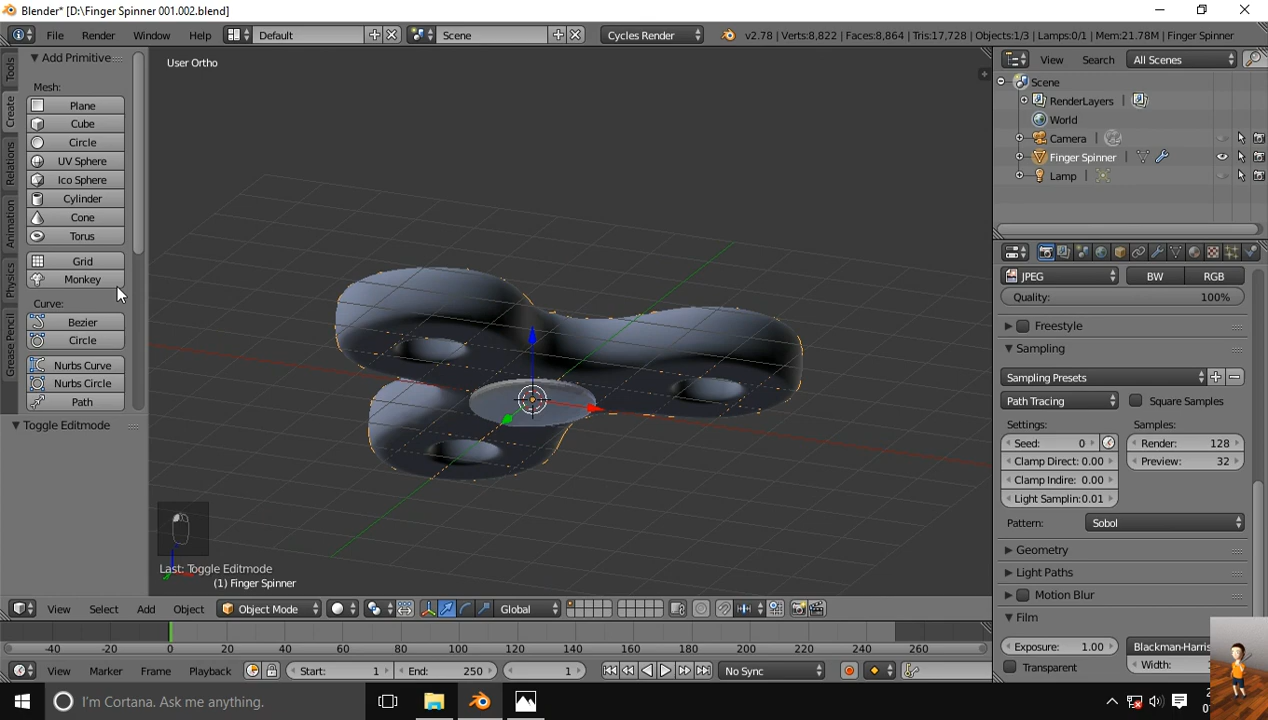 Blender* [D:\Finger Spinner 001.002.blend]
File Render Window Help Default Scene Cycles Render v2.78 | Verts:8,822 | Faces:8,864 | Tris:17,728 | Objects:1/3 | Lamps:0/1 | Mem:21.78M | Finger Spinner
Tools
Create
Relations
Animation
Physics
Grease Pencil
Add Primitive
Mesh:
Plane
Cube
Circle
UV Sphere
Ico Sphere
Cylinder
Cone
Torus
Grid
Monkey
Curve:
Bezier
Circle
Nurbs Curve
Nurbs Circle
Path
Toggle Editmode
User Ortho
Last: Toggle Editmode
(1) Finger Spinner
View Search All Scenes
Scene
RenderLayers
World
Camera
Finger Spinner
Lamp
JPEG BW RGB
Quality: 100%
Freestyle
Sampling
Sampling Presets
Path Tracing Square Samples
Settings: Samples:
Seed: 0 Render: 128
Clamp Direct: 0.00 Preview: 32
Clamp Indire: 0.00
Light Samplin:0.01
Pattern: Sobol
Geometry
Light Paths
Motion Blur
Film
Exposure: 1.00 Blackman-Harris
Transparent Width:
View Select Add Object Object Mode Global
-40 -20 0 20 40 60 80 100 120 140 160 180 200 220 240 260
View Marker Frame Playback Start: 1 End: 250 1 No Sync
I'm Cortana. Ask me anything.